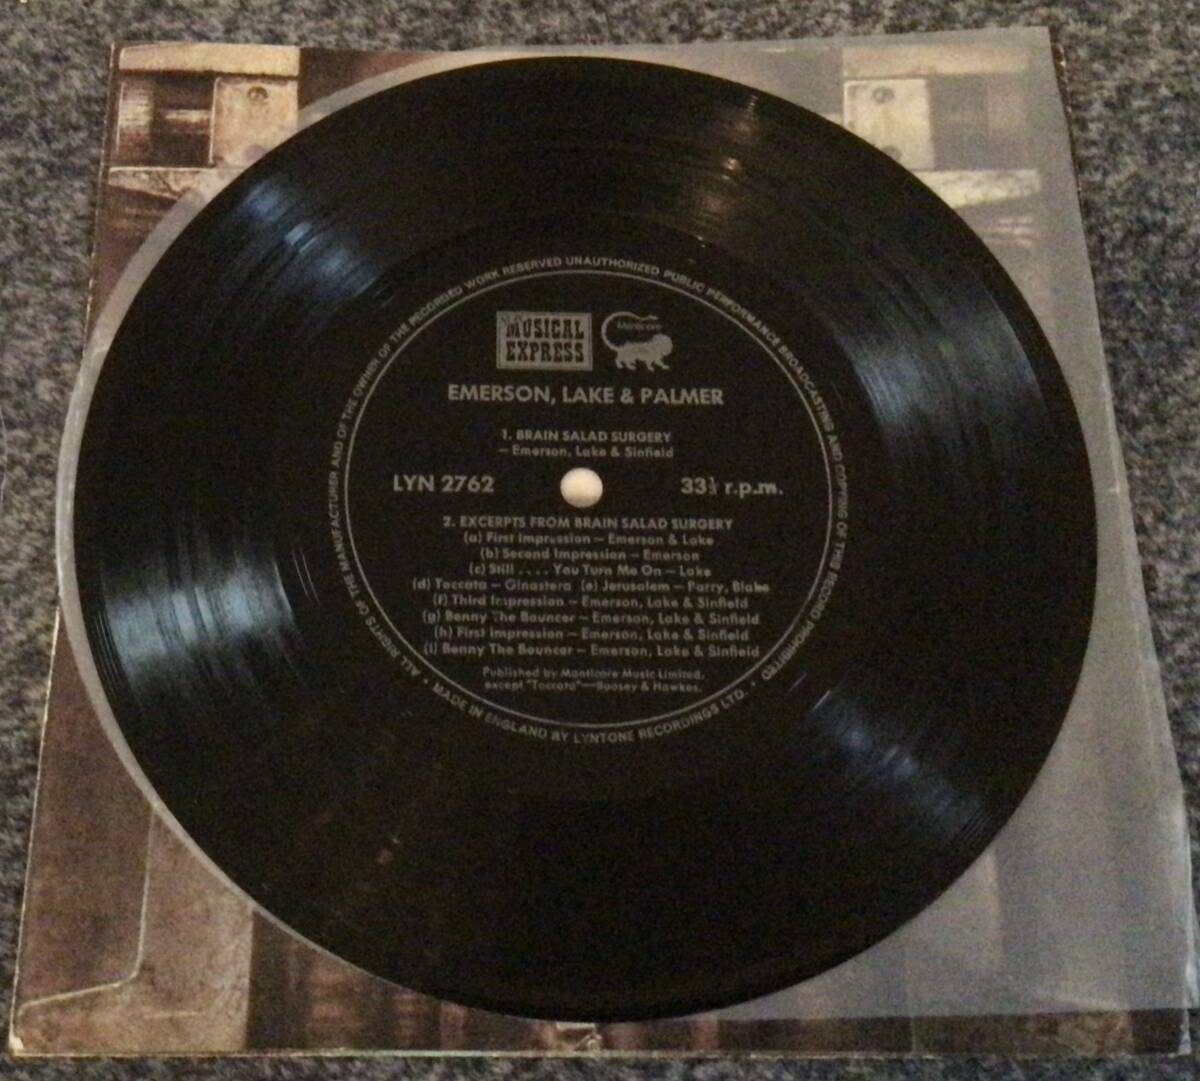 MUSICAL
EXPRESS
Manticore
EMERSON, LAKE & PALMER
1. BRAIN SALAD SURGERY
– Emerson, Lake & Sinfield
LYN 2762
33⅓ r.p.m.
2. EXCERPTS FROM BRAIN SALAD SURGERY
(a) First Impression – Emerson & Lake
(b) Second Impression – Emerson
(c) Still . . . . You Turn Me On – Lake
(d) Toccata – Ginastera (e) Jerusalem – Parry, Blake
(f) Third Impression – Emerson, Lake & Sinfield
(g) Benny The Bouncer – Emerson, Lake & Sinfield
(h) First Impression – Emerson, Lake & Sinfield
(i) Benny The Bouncer – Emerson, Lake & Sinfield
Published by Manticore Music Limited,
except "Toccata"—Boosey & Hawkes.
ALL RIGHTS OF THE MANUFACTURER AND OF THE OWNER OF THE RECORDED WORK RESERVED UNAUTHORIZED PUBLIC PERFORMANCE BROADCASTING AND COPYING OF THIS RECORD PROHIBITED
• MADE IN ENGLAND BY LYNTONE RECORDINGS LTD. •